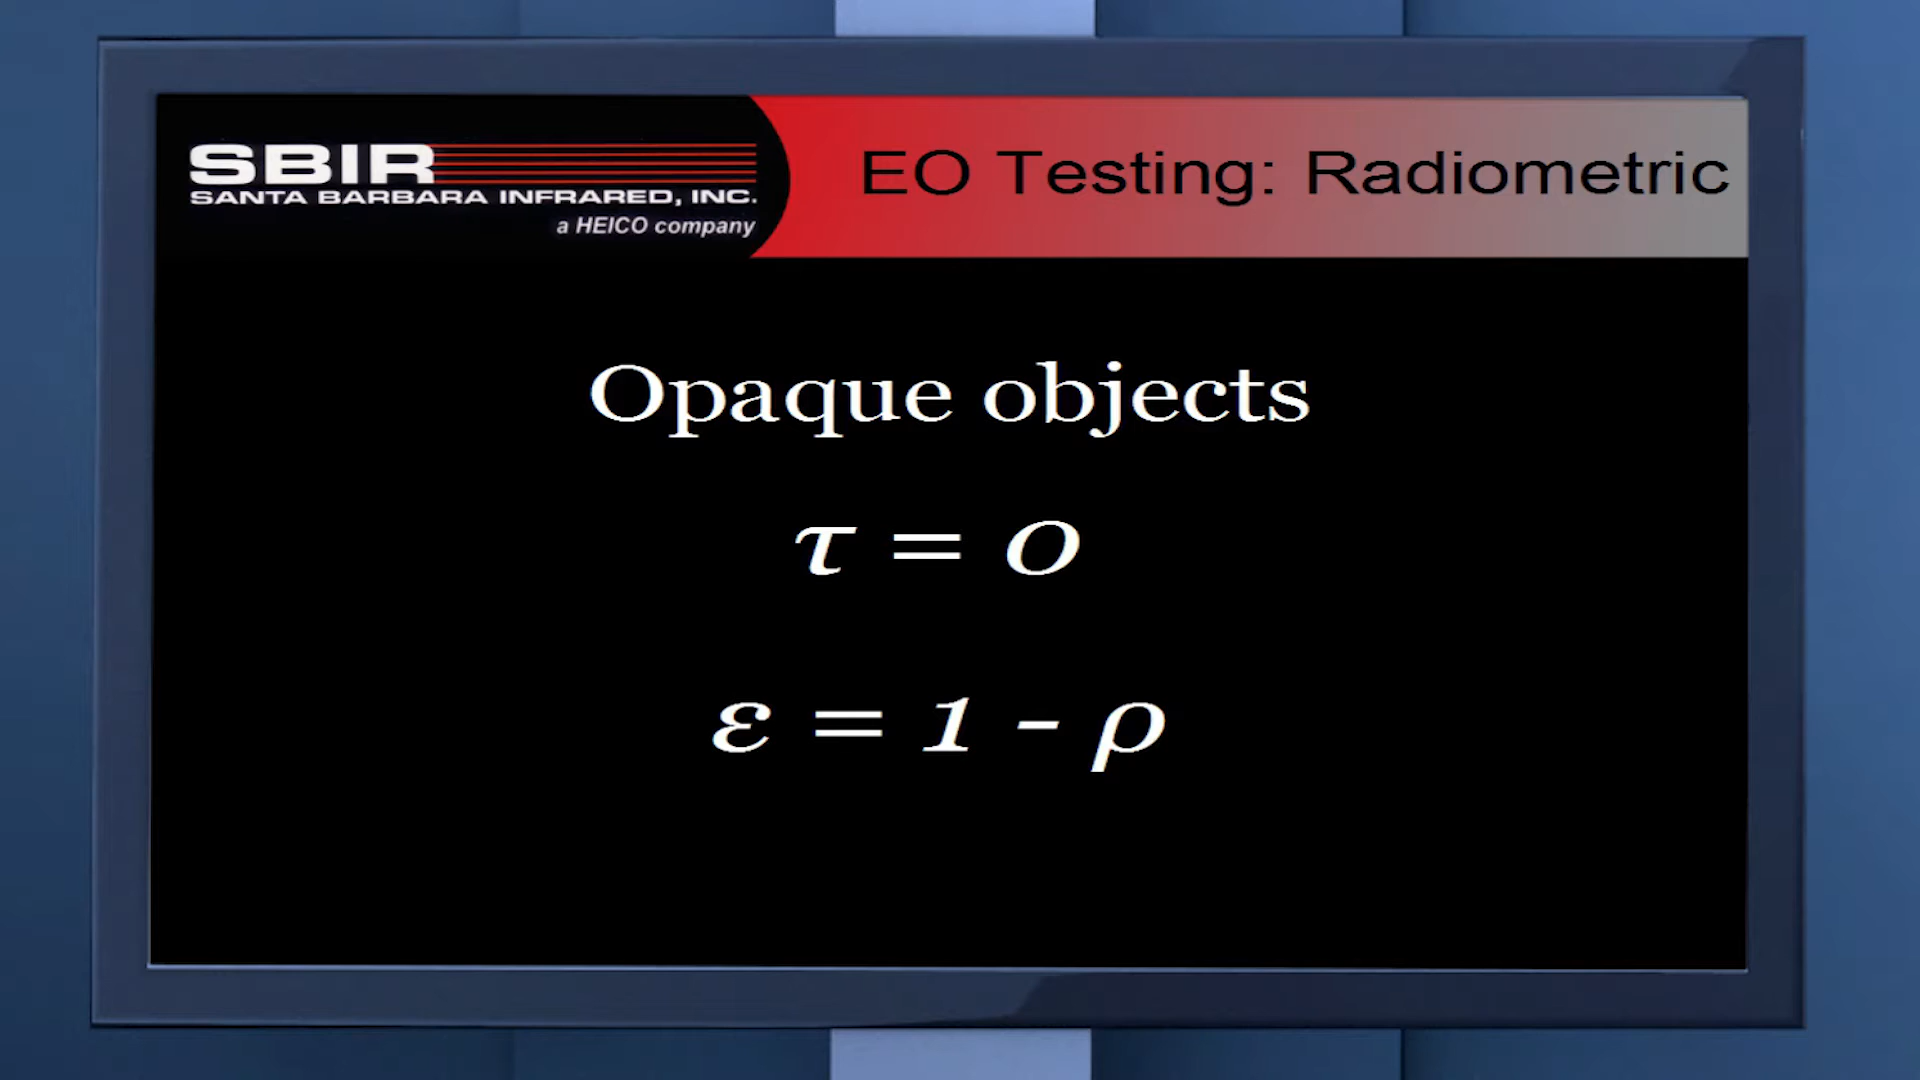 SBIR
SANTA BARBARA INFRARED, INC.
a HEICO company
EO Testing: Radiometric
Opaque objects
τ = 0
ε = 1 - ρ